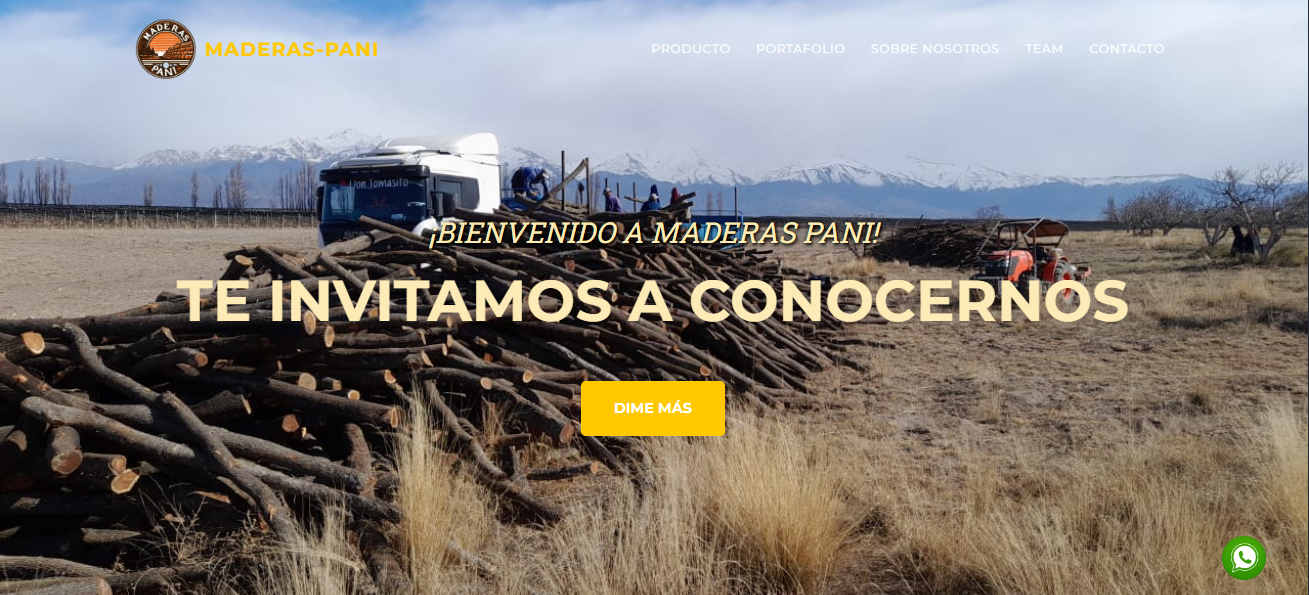 MADERAS
PANI
MADERAS-PANI
PRODUCTO PORTAFOLIO SOBRE NOSOTROS TEAM CONTACTO
Don Tomasito
¡BIENVENIDO A MADERAS PANI!
TE INVITAMOS A CONOCERNOS
DIME MÁS